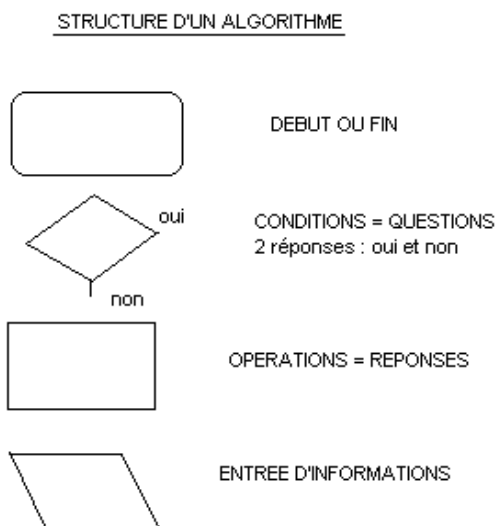 STRUCTURE D'UN ALGORITHME
DEBUT OU FIN
oui
CONDITIONS = QUESTIONS
2 réponses : oui et non
non
OPERATIONS = REPONSES
ENTREE D'INFORMATIONS